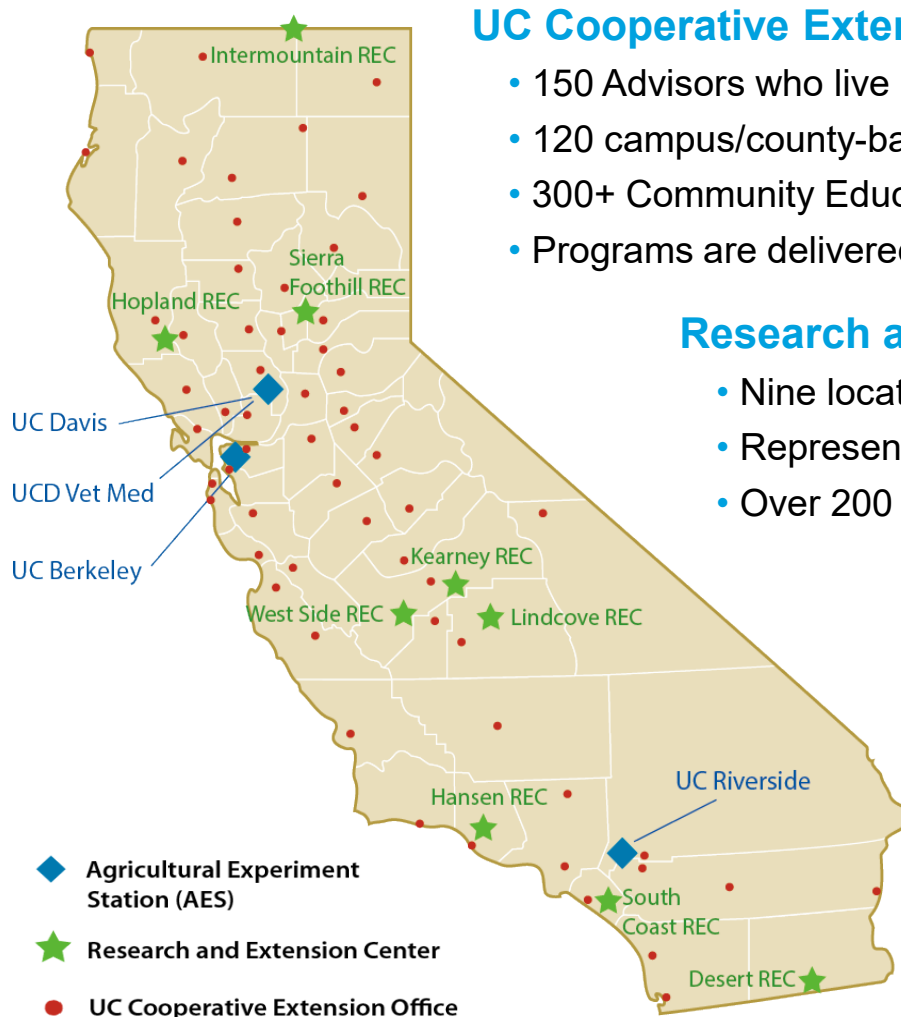 UC Cooperative Exter
• 150 Advisors who live
• 120 campus/county-ba
• 300+ Community Educ
• Programs are delivered
Research a
• Nine locat
• Represen
• Over 200
Intermountain REC
Sierra
Foothill REC
Hopland REC
UC Davis
UCD Vet Med
UC Berkeley
Kearney REC
West Side REC
Lindcove REC
UC Riverside
Hansen REC
South
Coast REC
Desert REC
Agricultural Experiment
Station (AES)
Research and Extension Center
UC Cooperative Extension Office